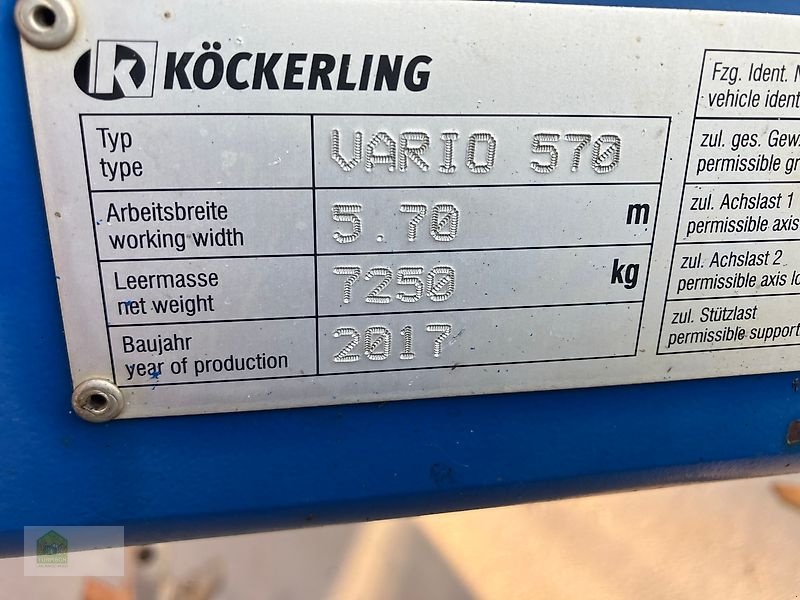 KÖCKERLING
Typ
type
VARIO 570
Arbeitsbreite
working width
5.70 m
Leermasse
net weight
7250 kg
Baujahr
year of production
2017
Fzg. Ident. N
vehicle ident
zul. ges. Gew.
permissible gr
zul. Achslast 1
permissible axis
zul. Achslast 2
permissible axis lo
zul. Stützlast
permissible support